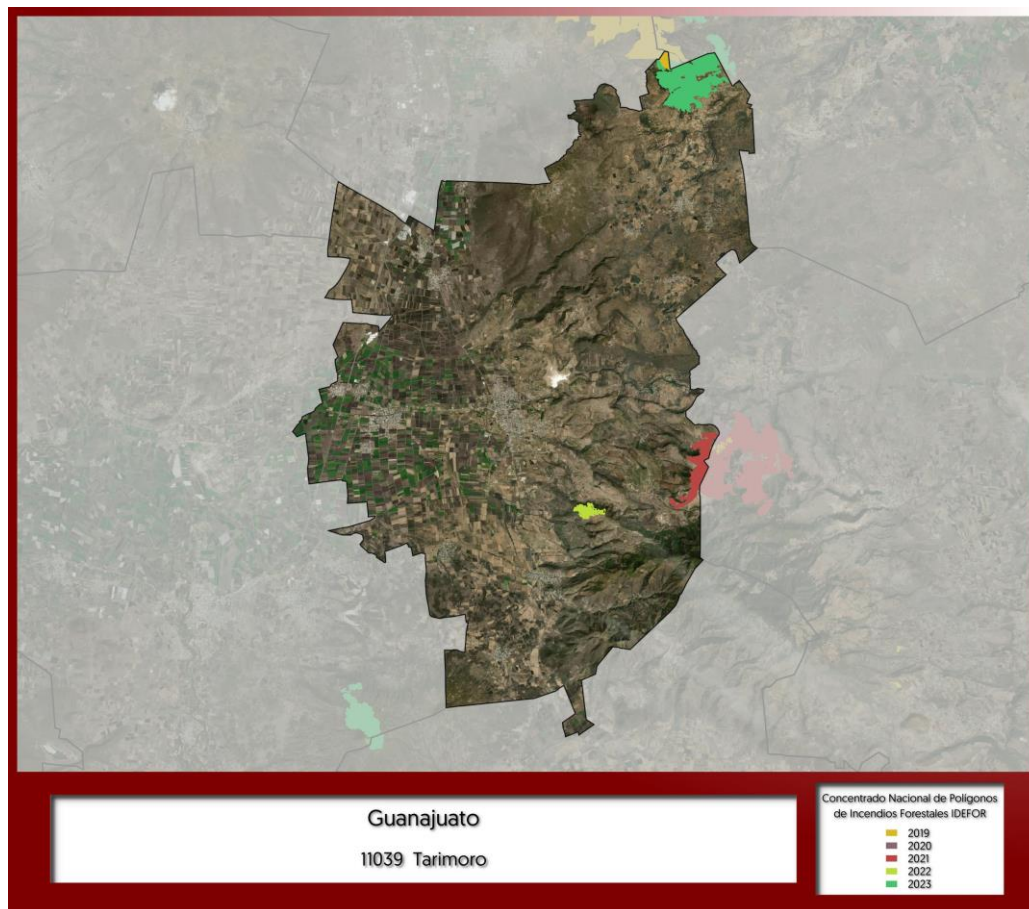 Guanajuato
11039 Tarimoro
Concentrado Nacional de Polígonos
de Incendios Forestales IDEFOR
2019
2020
2021
2022
2023